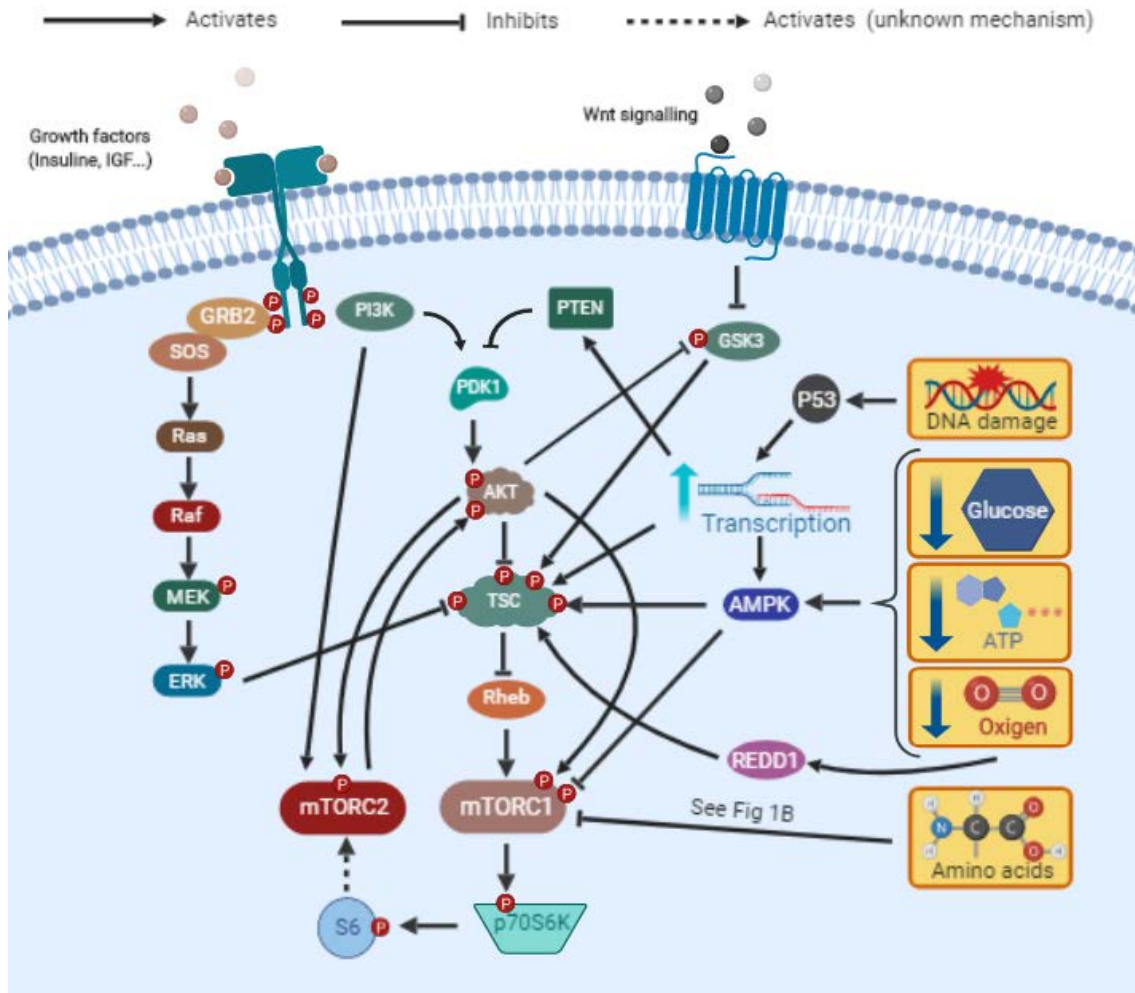 Activates
Inhibits
Activates (unknown mechanism)
Growth factors
(Insuline, IGF...)
Wnt signalling
GRB2
P
P
P
P
SOS
PI3K
PTEN
P
GSK3
PDK1
P53
DNA damage
Ras
P
AKT
P
Transcription
Glucose
Raf
MEK
P
P
P
P
TSC
P
AMPK
ATP
ERK
P
Rheb
O
O
Oxigen
REDD1
P
mTORC2
P
P
mTORC1
See Fig 1B
H
H
O
N
C
C
H
O
H
Amino acids
P
p70S6K
S6
P